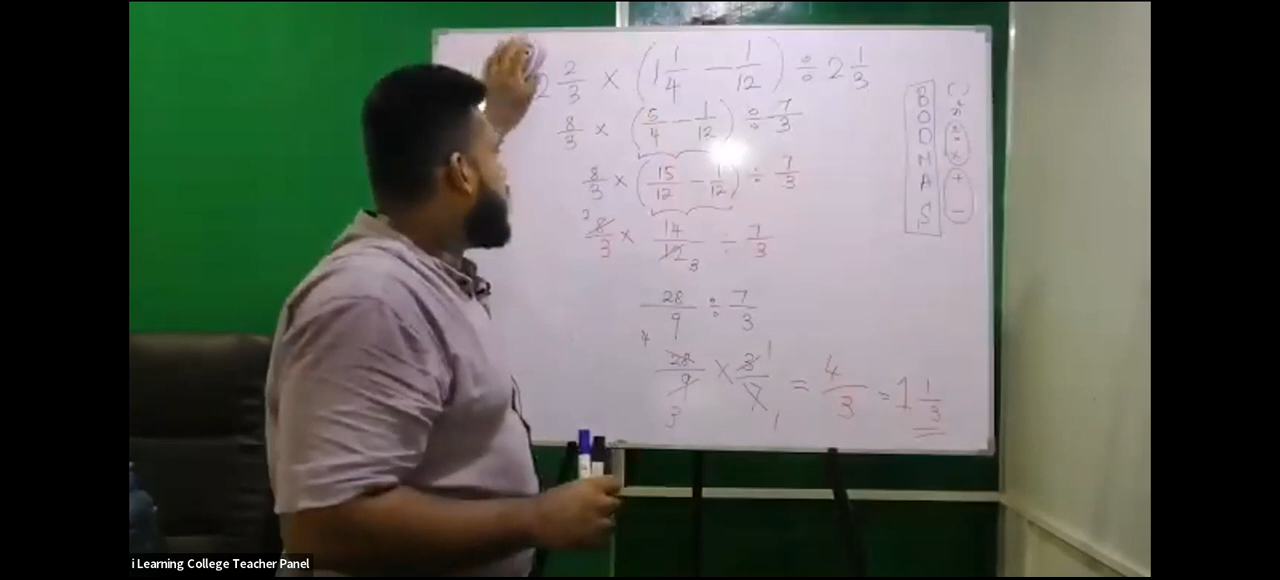 2 2/3 × (1 1/4 − 1/12) ÷ 2 1/3
8/3 × (5/4 − 1/12) ÷ 7/3
8/3 × (15/12 − 1/12) ÷ 7/3
2 8/3 × 14/12 3 ÷ 7/3
28/9 ÷ 7/3
4 28/9 3 × 3/7 1 1 = 4/3 = 1 1/3
B ( )
O
D ÷
M ×
A +
S −
i Learning College Teacher Panel